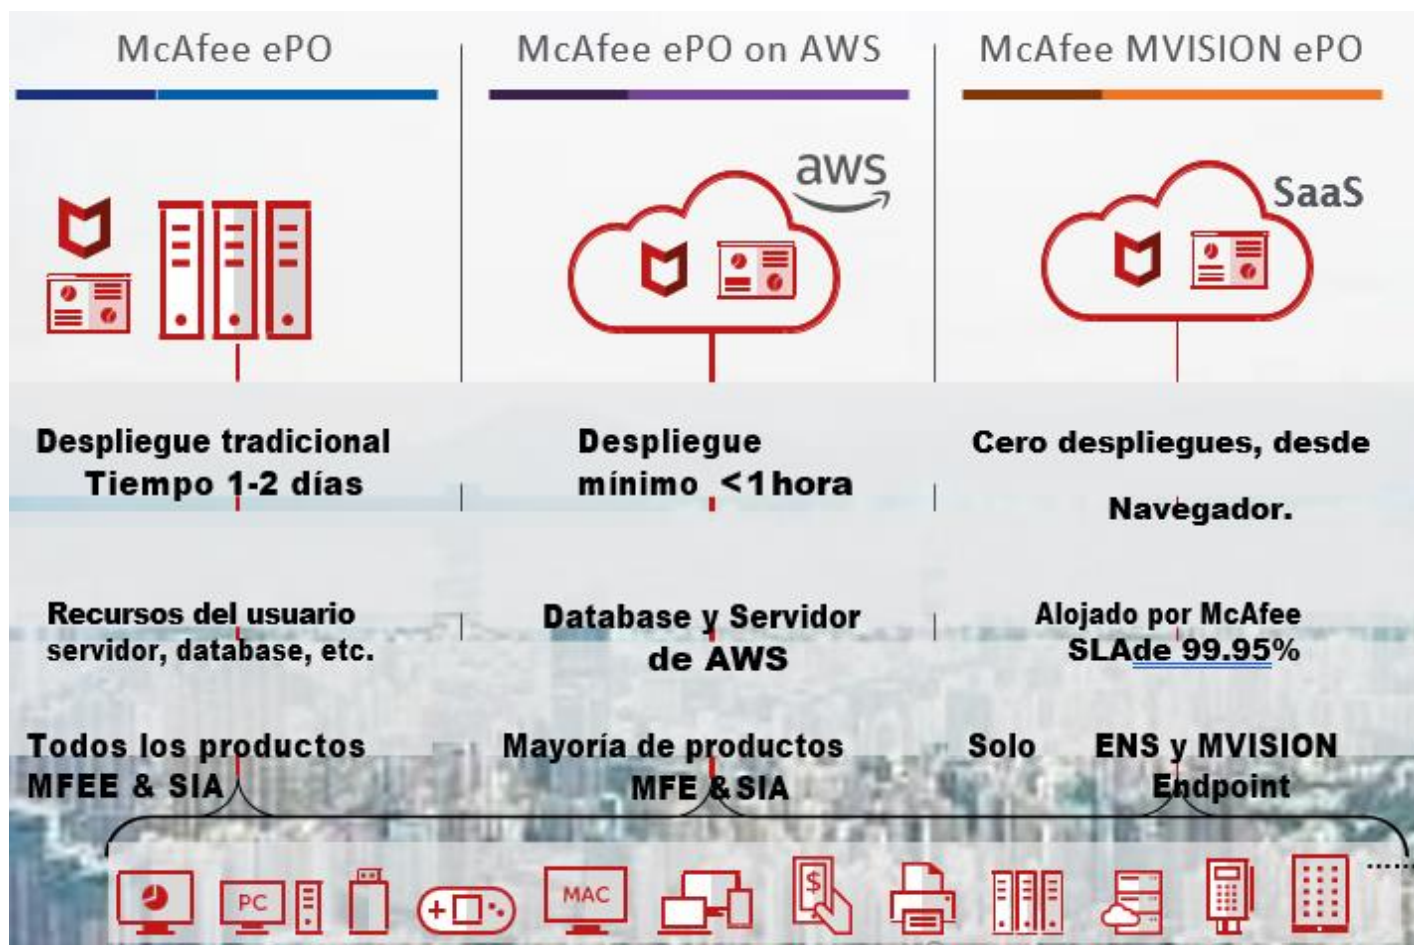 McAfee ePO
McAfee ePO on AWS
McAfee MVISION ePO
aws
SaaS
Despliegue tradicional
Tiempo 1-2 días
Despliegue
mínimo <1hora
Cero despliegues, desde
Navegador.
Recursos del usuario
servidor, database, etc.
Database y Servidor
de AWS
Alojado por McAfee
SLAde 99.95%
Todos los productos
MFEE & SIA
Mayoría de productos
MFE &SIA
Solo ENS y MVISION
Endpoint
PC
MAC
$